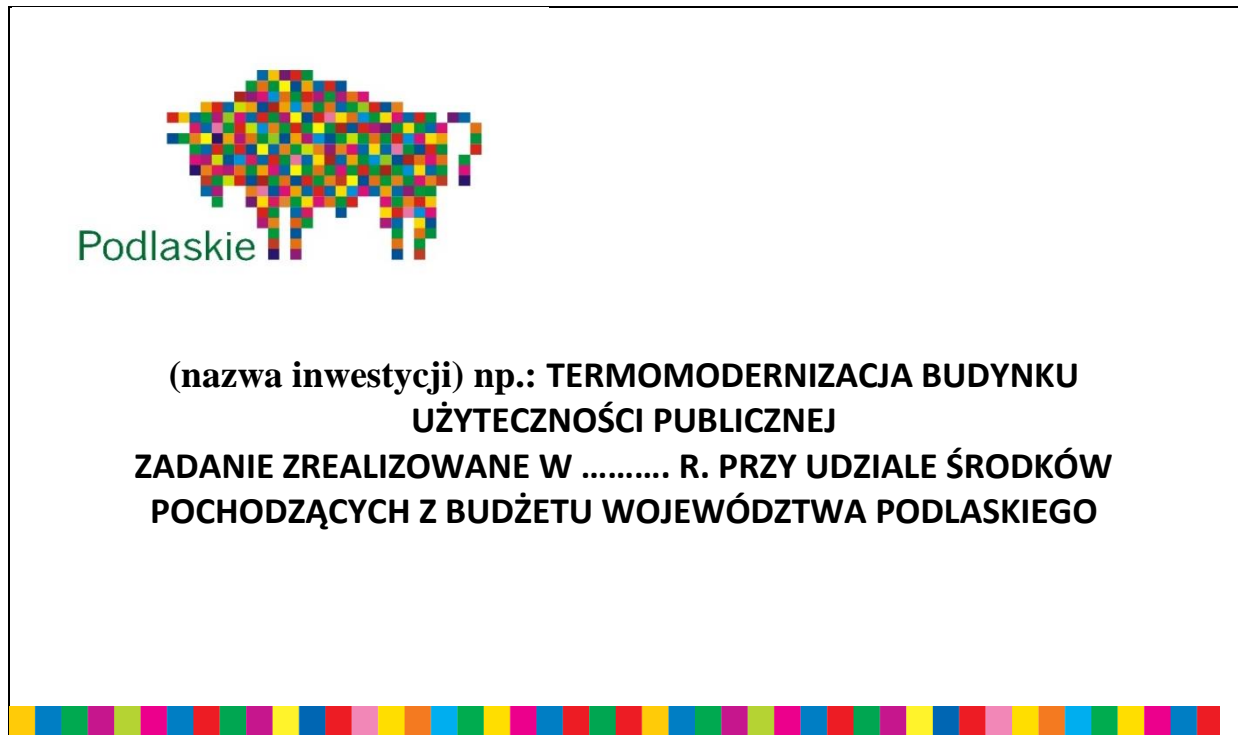 Podlaskie
(nazwa inwestycji) np.: TERMOMODERNIZACJA BUDYNKU
UŻYTECZNOŚCI PUBLICZNEJ
ZADANIE ZREALIZOWANE W ………. R. PRZY UDZIALE ŚRODKÓW
POCHODZĄCYCH Z BUDŻETU WOJEWÓDZTWA PODLASKIEGO